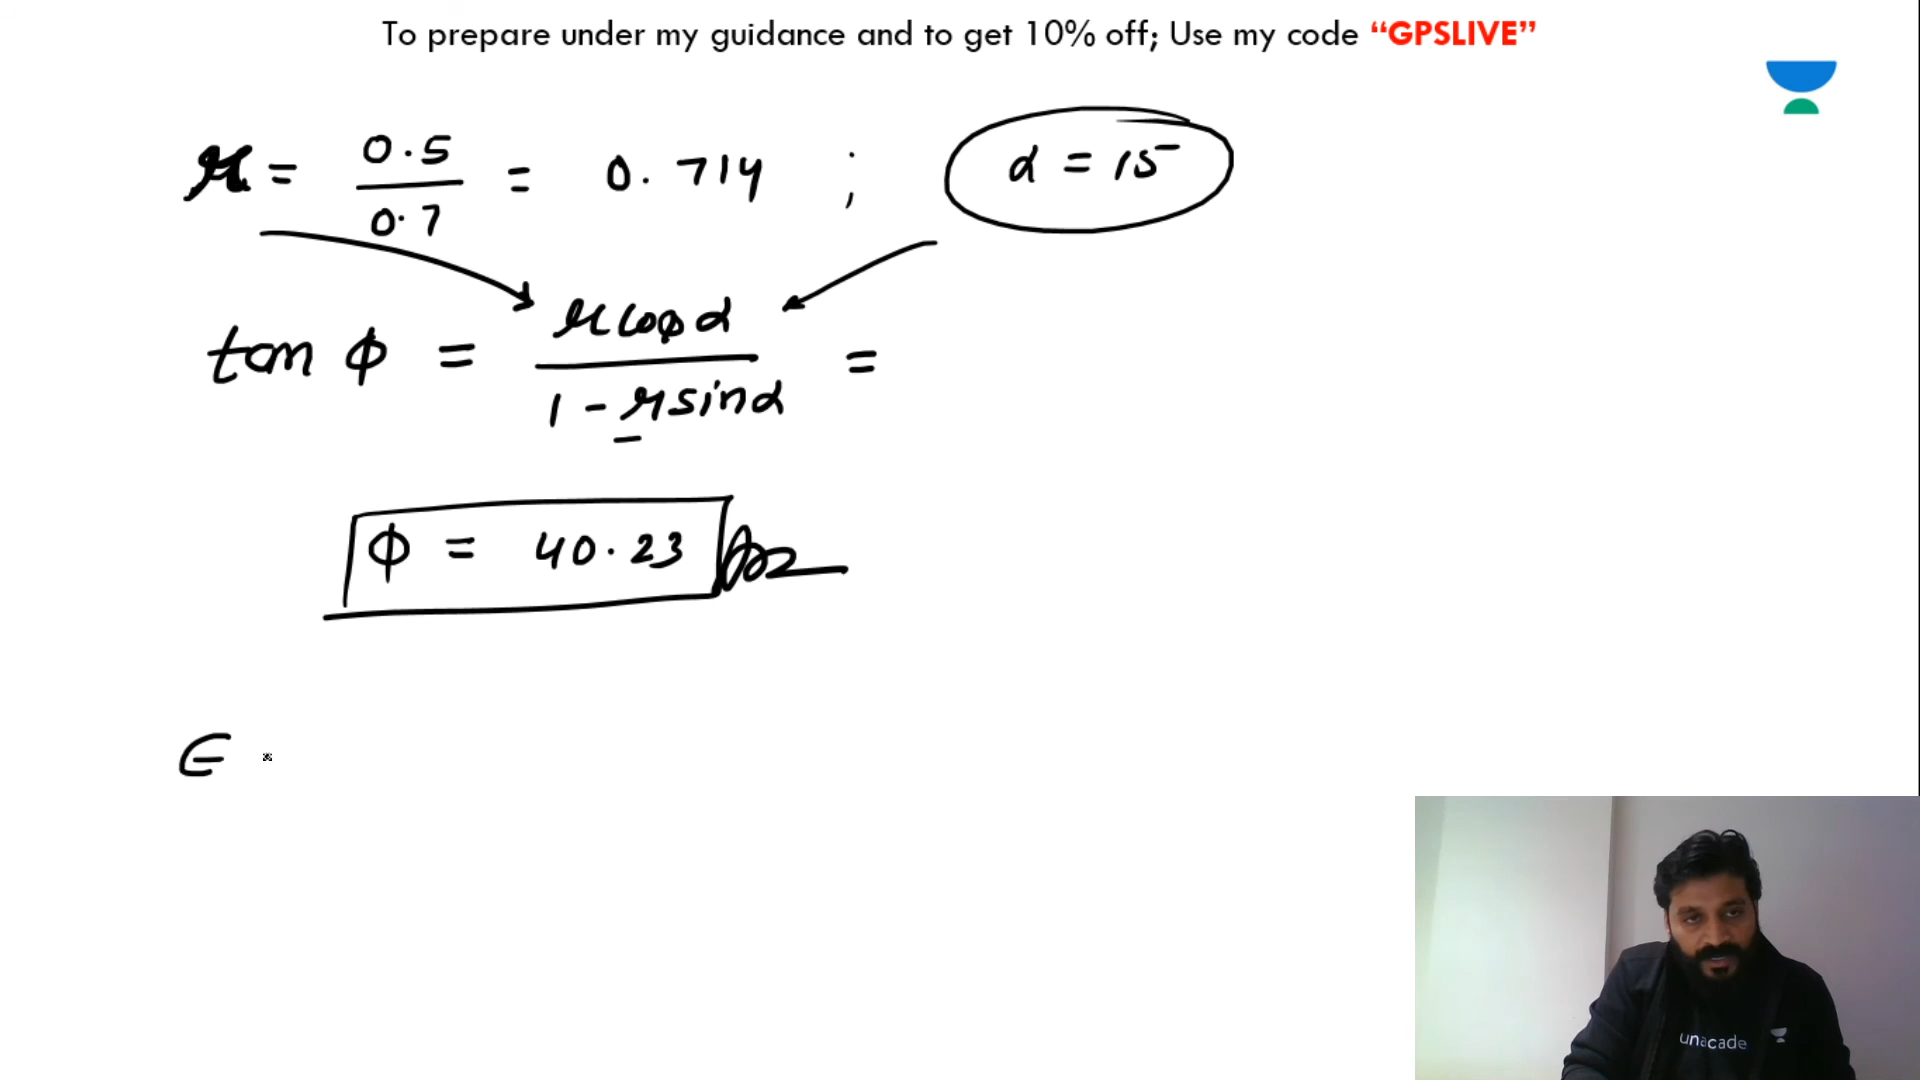 To prepare under my guidance and to get 10% off; Use my code “GPSLIVE”
r = 0.5 / 0.7 = 0.714 ; α = 15
tan ϕ = r cos α / 1 - r sin α =
ϕ = 40.23
∈
unacade